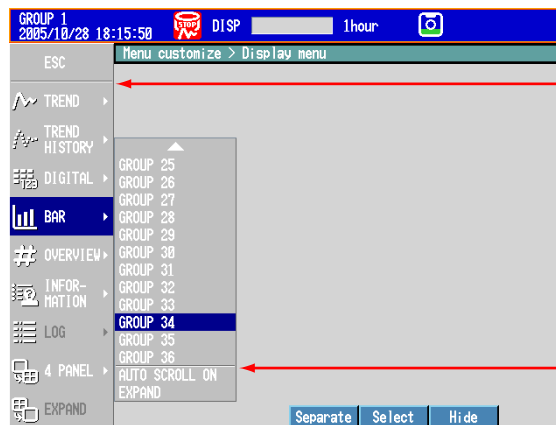 GROUP 1
2005/10/28 18:15:50
STOP
DISP
1hour
ESC
Menu customize > Display menu
TREND
TREND
HISTORY
DIGITAL
123
BAR
OVERVIEW
INFOR-
MATION
LOG
4 PANEL
EXPAND
GROUP 25
GROUP 26
GROUP 27
GROUP 28
GROUP 29
GROUP 30
GROUP 31
GROUP 32
GROUP 33
GROUP 34
GROUP 35
GROUP 36
AUTO SCROLL ON
EXPAND
Separate Select Hide